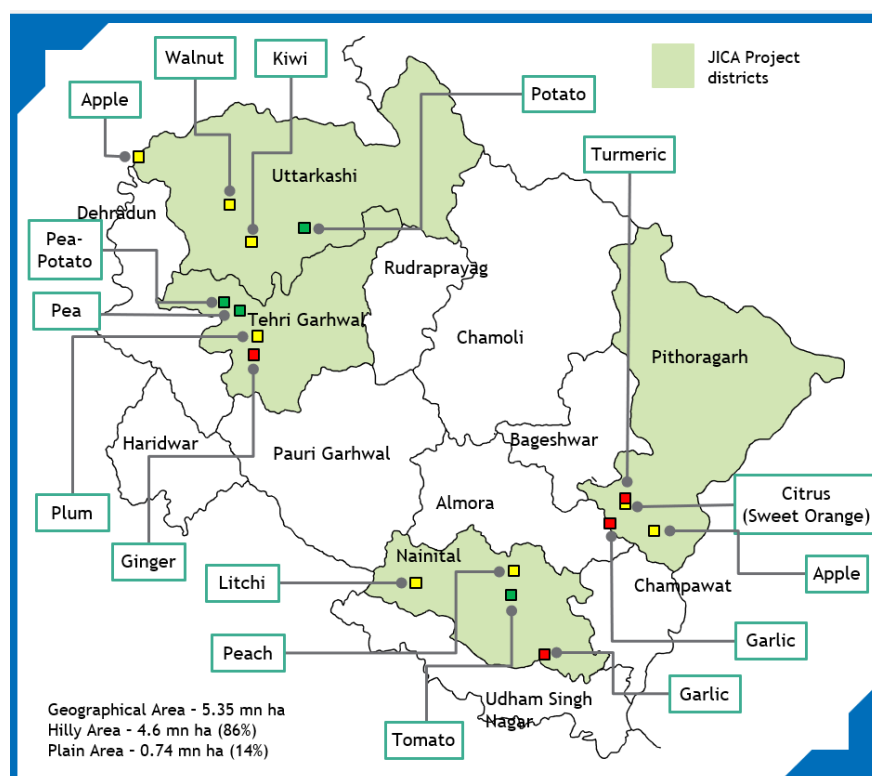 Walnut
Kiwi
JICA Project
districts
Apple
Potato
Turmeric
Uttarkashi
Dehradun
Pea-
Potato
Rudraprayag
Pea
Tehri Garhwal
Chamoli
Pithoragarh
Haridwar
Pauri Garhwal
Bageshwar
Plum
Almora
Citrus
(Sweet Orange)
Ginger
Nainital
Litchi
Champawat
Apple
Peach
Garlic
Garlic
Udham Singh
Nagar
Tomato
Geographical Area - 5.35 mn ha
Hilly Area - 4.6 mn ha (86%)
Plain Area - 0.74 mn ha (14%)